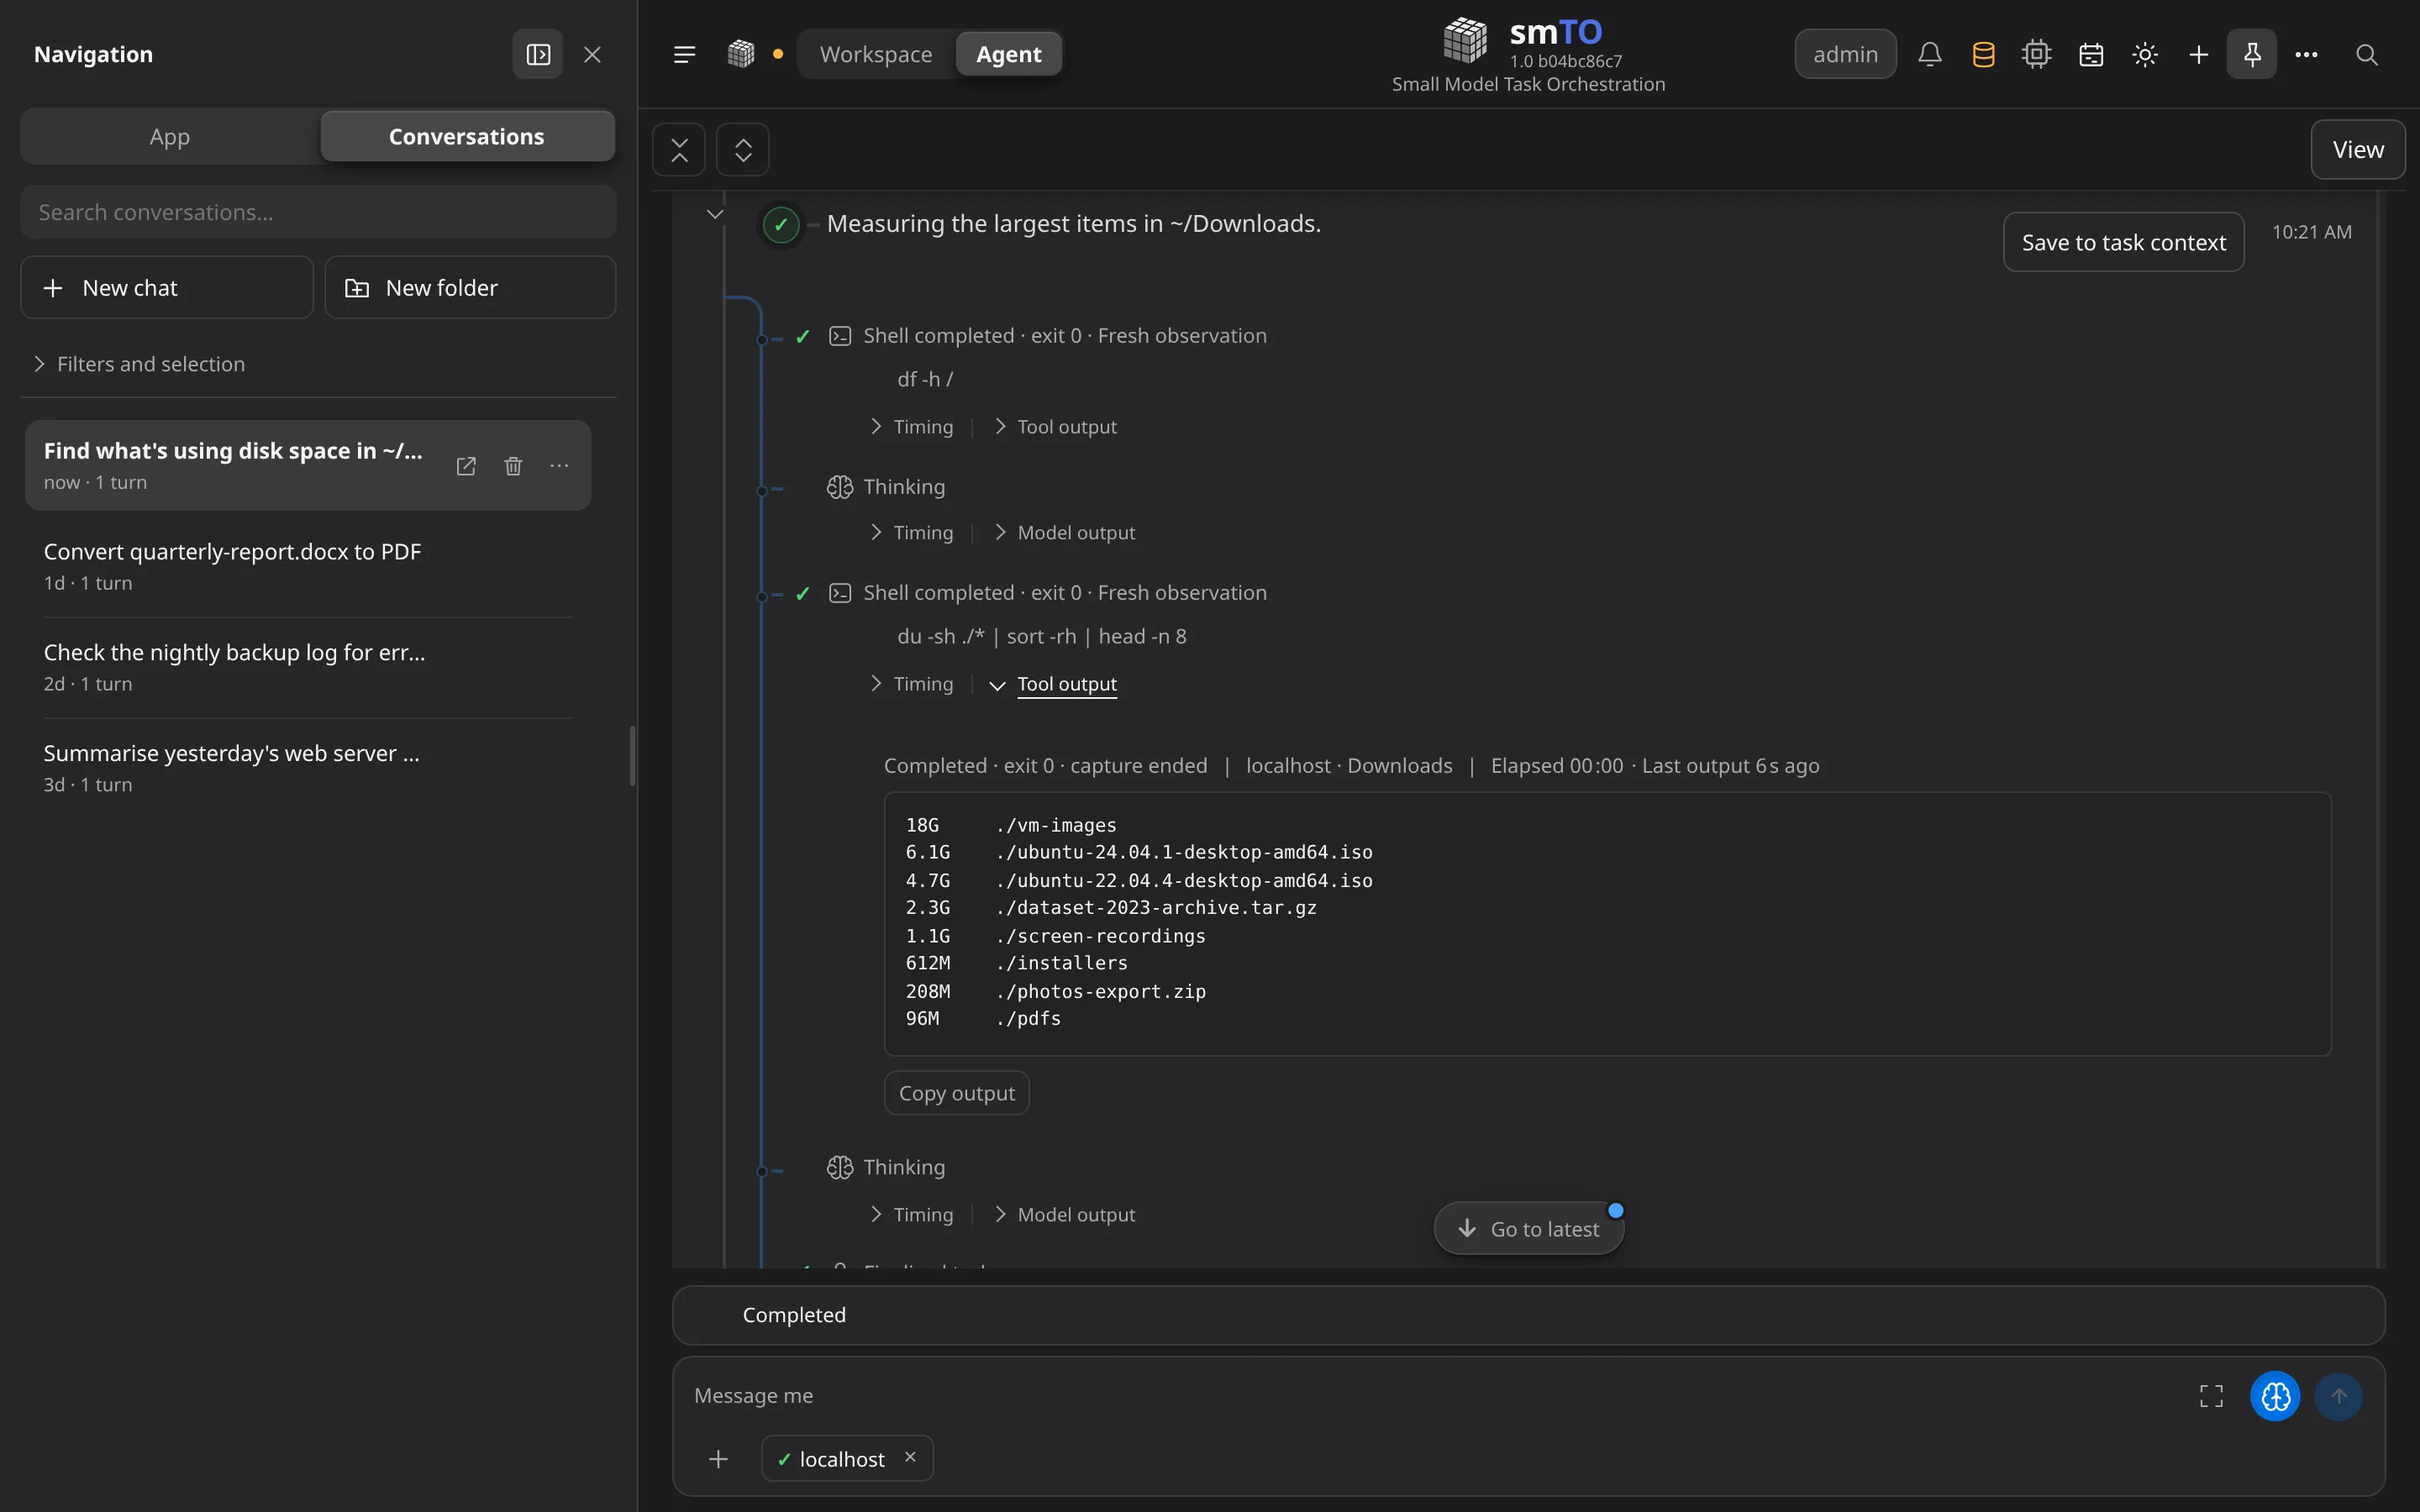 Navigation
App
Conversations
Search conversations...
New chat
New folder
Filters and selection
Find what's using disk space in ~/...
now · 1 turn
Convert quarterly-report.docx to PDF
1d · 1 turn
Check the nightly backup log for err...
2d · 1 turn
Summarise yesterday's web server ...
3d · 1 turn
Workspace
Agent
smTO
1.0 b04bc86c7
Small Model Task Orchestration
admin
View
Measuring the largest items in ~/Downloads.
Save to task context
10:21 AM
Shell completed · exit 0 · Fresh observation
df -h /
Timing | Tool output
Thinking
Timing | Model output
Shell completed · exit 0 · Fresh observation
du -sh ./* | sort -rh | head -n 8
Timing | Tool output
Completed · exit 0 · capture ended | localhost · Downloads | Elapsed 00:00 · Last output 6s ago
18G ./vm-images
6.1G ./ubuntu-24.04.1-desktop-amd64.iso
4.7G ./ubuntu-22.04.4-desktop-amd64.iso
2.3G ./dataset-2023-archive.tar.gz
1.1G ./screen-recordings
612M ./installers
208M ./photos-export.zip
96M ./pdfs
Copy output
Thinking
Timing | Model output
Go to latest
Completed
Message me
localhost